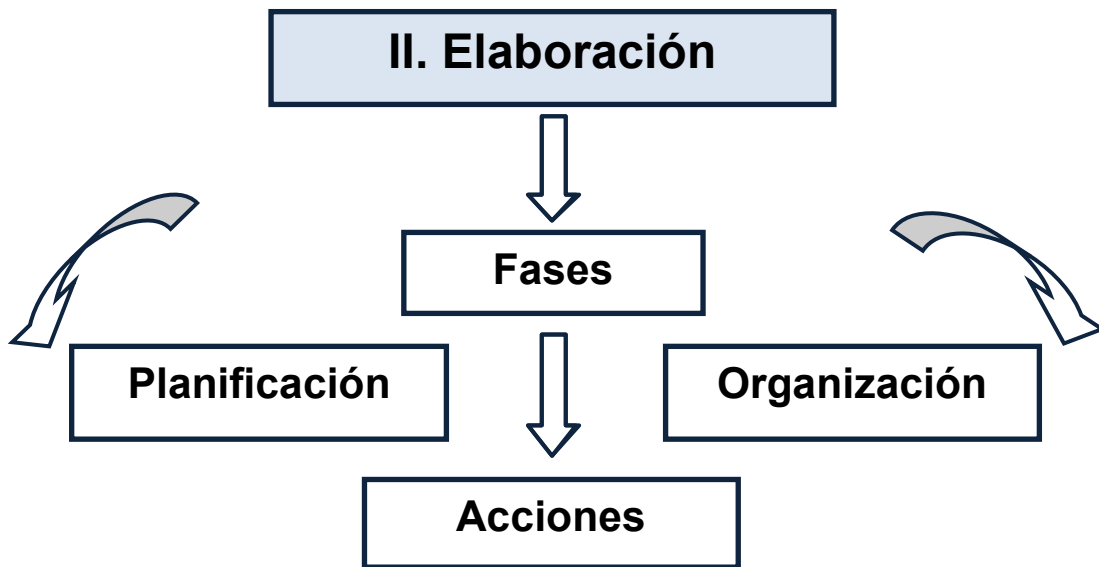 II. Elaboración
Fases
Planificación
Organización
Acciones